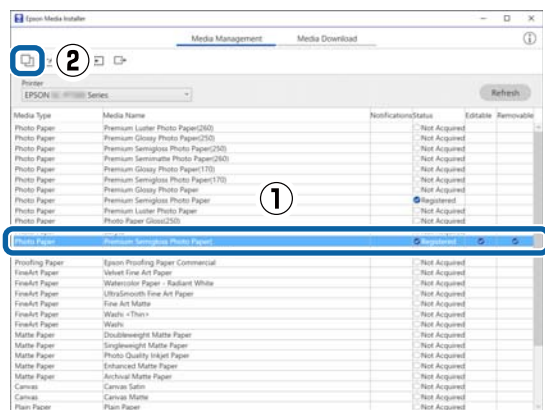 Epson Media Installer
Media Management Media Download
②
Printer
EPSON Series
Refresh
Media Type Media Name Notifications Status Editable Removable
Photo Paper Premium Luster Photo Paper(260) Not Acquired
Photo Paper Premium Glossy Photo Paper(250) Not Acquired
Photo Paper Premium Semigloss Photo Paper(250) Not Acquired
Photo Paper Premium Semimatte Photo Paper(260) Not Acquired
Photo Paper Premium Glossy Photo Paper(170) Not Acquired
Photo Paper Premium Semigloss Photo Paper(170) Not Acquired
Photo Paper Premium Glossy Photo Paper Not Acquired
Photo Paper Premium Semigloss Photo Paper Registered
Photo Paper Premium Luster Photo Paper Not Acquired
Photo Paper Photo Paper Gloss(250) Not Acquired
①
Photo Paper Premium Semigloss Photo Paper( Registered
Proofing Paper Epson Proofing Paper Commercial Not Acquired
FineArt Paper Velvet Fine Art Paper Not Acquired
FineArt Paper Watercolor Paper - Radiant White Not Acquired
FineArt Paper UltraSmooth Fine Art Paper Not Acquired
FineArt Paper Fine Art Matte Not Acquired
FineArt Paper Washi <Thin> Not Acquired
FineArt Paper Washi Not Acquired
Matte Paper Doubleweight Matte Paper Not Acquired
Matte Paper Singleweight Matte Paper Not Acquired
Matte Paper Photo Quality Inkjet Paper Not Acquired
Matte Paper Enhanced Matte Paper Not Acquired
Matte Paper Archival Matte Paper Not Acquired
Canvas Canvas Satin Not Acquired
Canvas Canvas Matte Not Acquired
Plain Paper Plain Paper Not Acquired